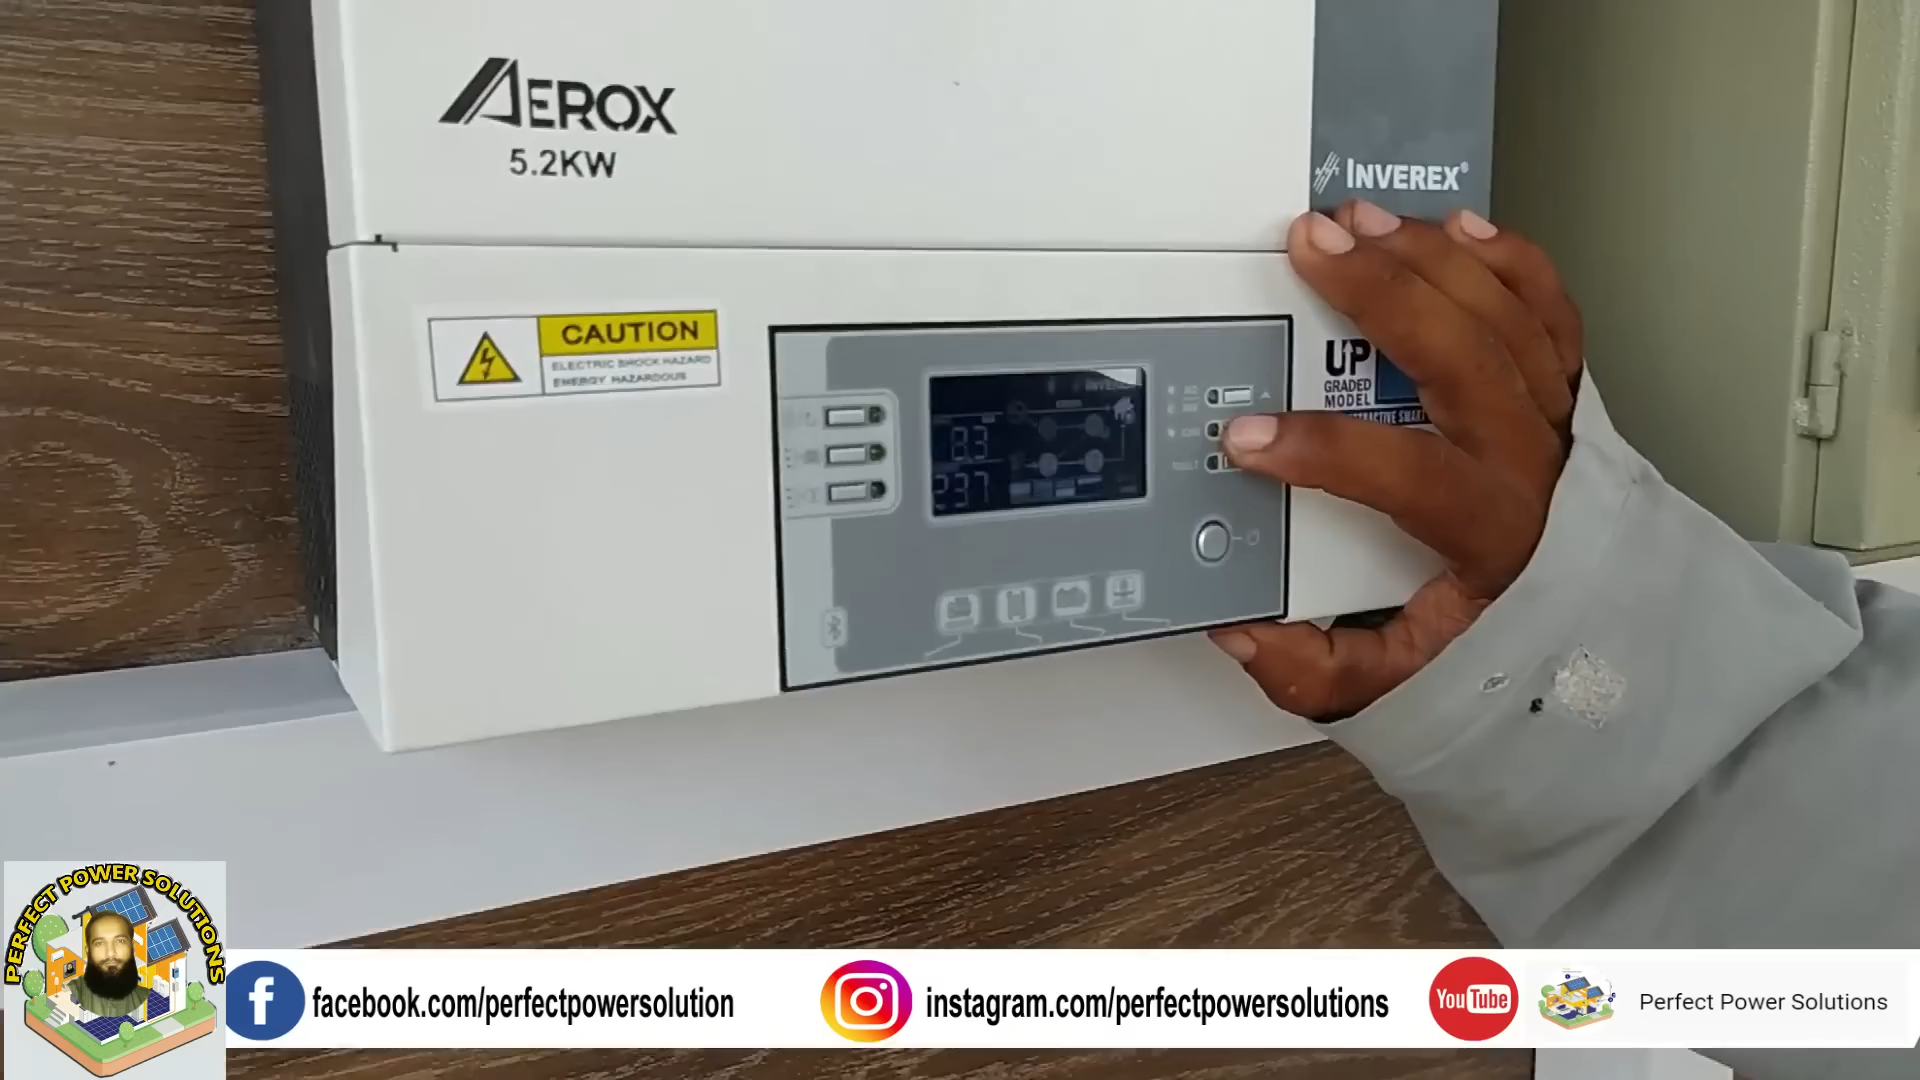 AEROX
5.2KW
INVEREX®
CAUTION
ELECTRIC SHOCK HAZARD
ENERGY HAZARDOUS
UP
GRADED
MODEL
83
237
FAULT
PERFECT POWER SOLUTIONS
facebook.com/perfectpowersolution
instagram.com/perfectpowersolutions
YouTube
Perfect Power Solutions